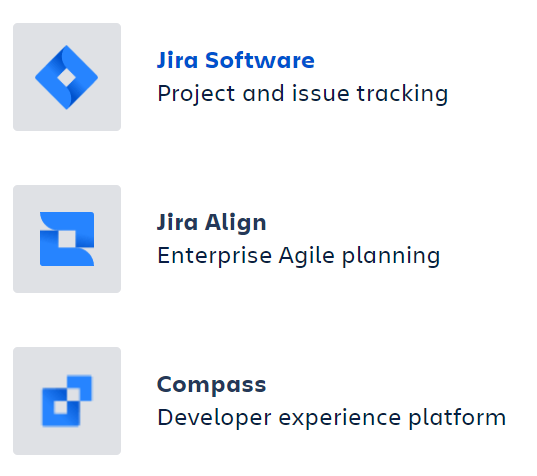 Jira Software
Project and issue tracking
Jira Align
Enterprise Agile planning
Compass
Developer experience platform